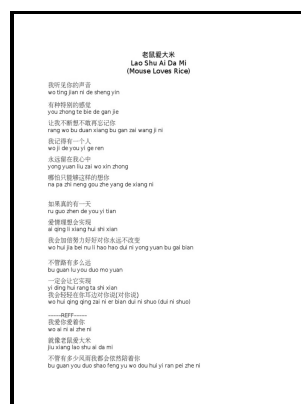 老鼠爱大米
Lao Shu Ai Da Mi
(Mouse Loves Rice)
我听见你的声音
wo ting jian ni de sheng yin
有种特别的感觉
you zhong te bie de gan jie
让我不断想不敢再忘记你
rang wo bu duan xiang bu gan zai wang ji ni
我记得有一个人
wo ji de you yi ge ren
永远留在我心中
yong yuan liu zai wo xin zhong
哪怕只能够这样的想你
na pa zhi neng gou zhe yang de xiang ni
如果真的有一天
ru guo zhen de you yi tian
爱情理想会实现
ai qing li xiang hui shi xian
我会加倍努力好好对你永远不改变
wo hui jia bei nu li hao hao dui ni yong yuan bu gai bian
不管路有多么远
bu guan lu you duo mo yuan
一定会让它实现
yi ding hui rang ta shi xian
我会轻轻在你耳边对你说(对你说)
wo hui qing qing zai ni er bian dui ni shuo (dui ni shuo)
-------REFF-------
我爱你爱着你
wo ai ni ai zhe ni
就像老鼠爱大米
jiu xiang lao shu ai da mi
不管有多少风雨我都会依然陪着你
bu guan you duo shao feng yu wo dou hui yi ran pei zhe ni